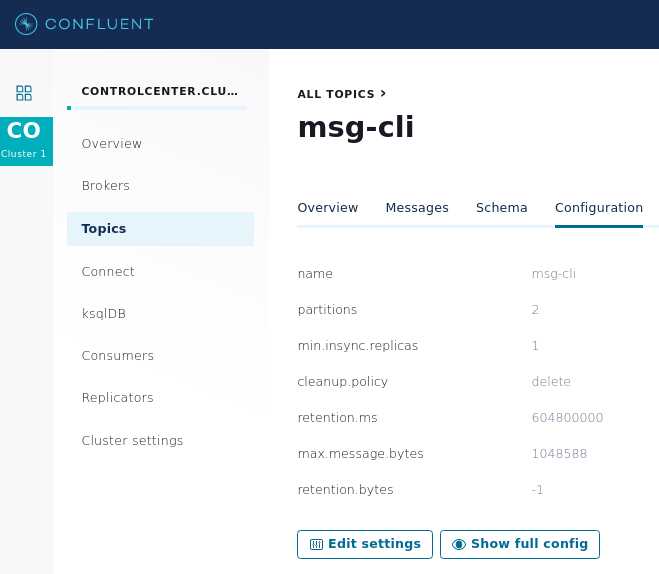 CONFLUENT
CO
Cluster 1
CONTROLCENTER.CLU...
Overview
Brokers
Topics
Connect
ksqlDB
Consumers
Replicators
Cluster settings
ALL TOPICS ›
msg-cli
Overview Messages Schema Configuration
name msg-cli
partitions 2
min.insync.replicas 1
cleanup.policy delete
retention.ms 604800000
max.message.bytes 1048588
retention.bytes -1
Edit settings Show full config